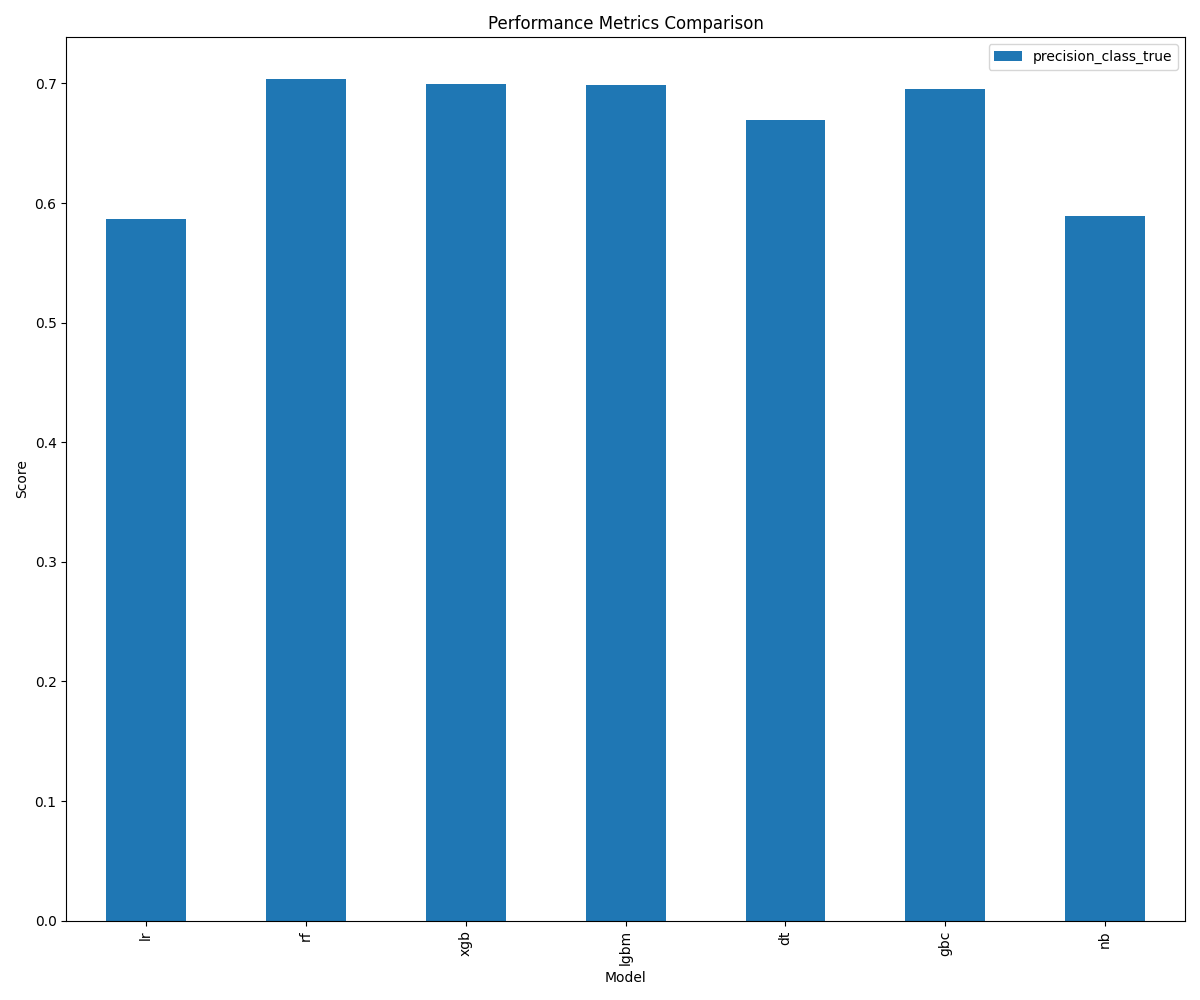 Performance Metrics Comparison
precision_class_true
0.7
0.6
0.5
0.4
0.3
0.2
0.1
0.0
Score
lr
rf
xgb
lgbm
dt
gbc
nb
Model